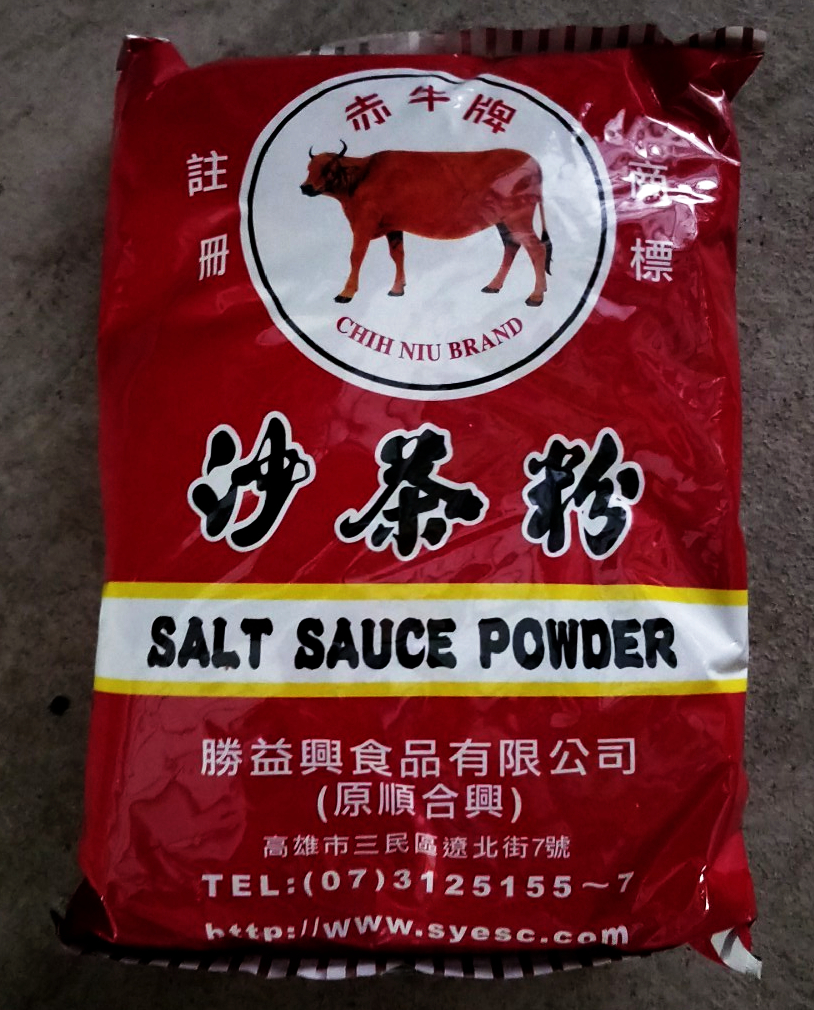 赤牛牌
註冊
商標
CHIH NIU BRAND
沙茶粉
SALT SAUCE POWDER
勝益興食品有限公司
(原順合興)
高雄市三民區遼北街7號
TEL:(07)3125155~7
http://www.syesc.com